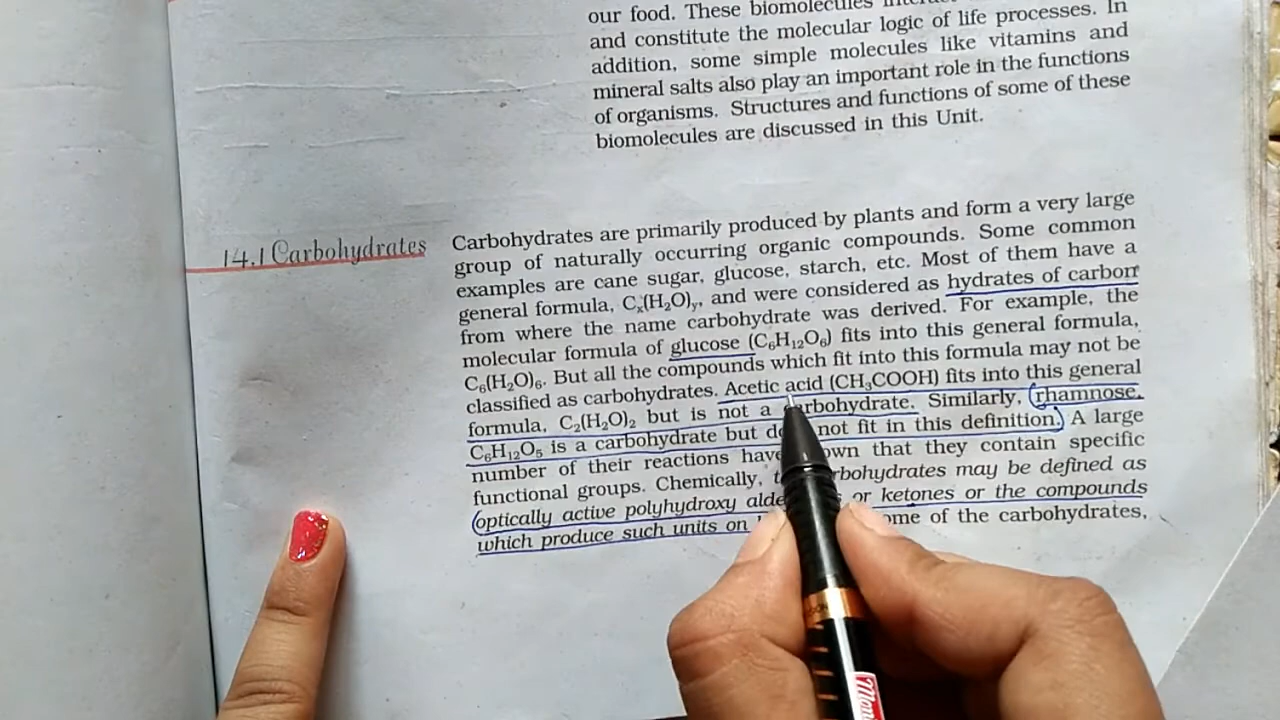 our food. These biomolecules
and constitute the molecular logic of life processes. In
addition, some simple molecules like vitamins and
mineral salts also play an important role in the functions
of organisms. Structures and functions of some of these
biomolecules are discussed in this Unit.
14.1 Carbohydrates
Carbohydrates are primarily produced by plants and form a very large
group of naturally occurring organic compounds. Some common
examples are cane sugar, glucose, starch, etc. Most of them have a
general formula, Cₓ(H₂O)ᵧ, and were considered as hydrates of carbon
from where the name carbohydrate was derived. For example, the
molecular formula of glucose (C₆H₁₂O₆) fits into this general formula,
C₆(H₂O)₆. But all the compounds which fit into this formula may not be
classified as carbohydrates. Acetic acid (CH₃COOH) fits into this general
formula, C₂(H₂O)₂ but is not a carbohydrate. Similarly, rhamnose,
C₆H₁₂O₅ is a carbohydrate but do not fit in this definition. A large
number of their reactions have own that they contain specific
functional groups. Chemically, t rbohydrates may be defined as
optically active polyhydroxy alde or ketones or the compounds
which produce such units on ome of the carbohydrates,